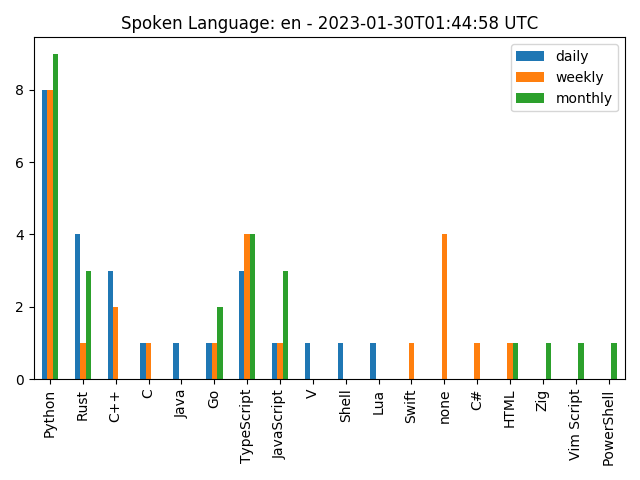 Spoken Language: en - 2023-01-30T01:44:58 UTC
daily
weekly
monthly
8
6
4
2
0
Python
Rust
C++
C
Java
Go
TypeScript
JavaScript
V
Shell
Lua
Swift
none
C#
HTML
Zig
Vim Script
PowerShell